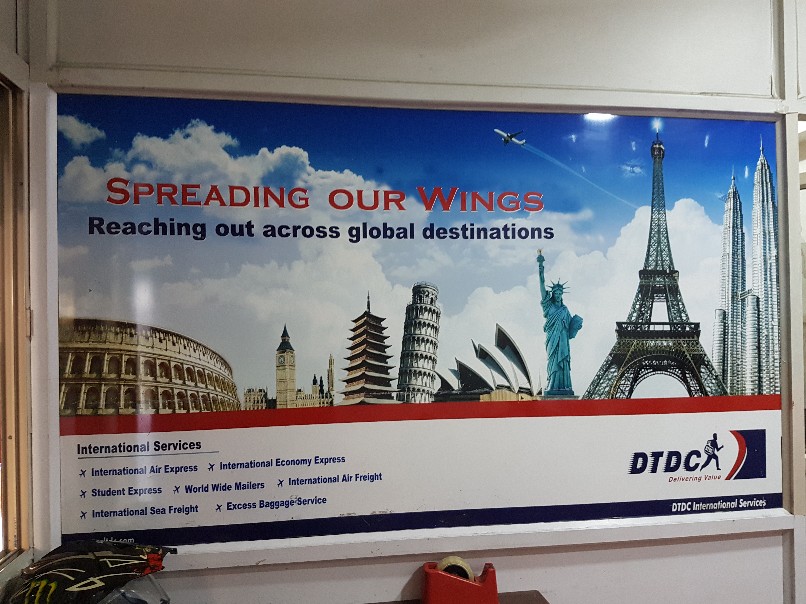 SPREADING OUR WINGS
Reaching out across global destinations
International Services
International Air Express International Economy Express
Student Express World Wide Mailers International Air Freight
International Sea Freight Excess Baggage Service
DTDC
Delivering Value
DTDC International Services